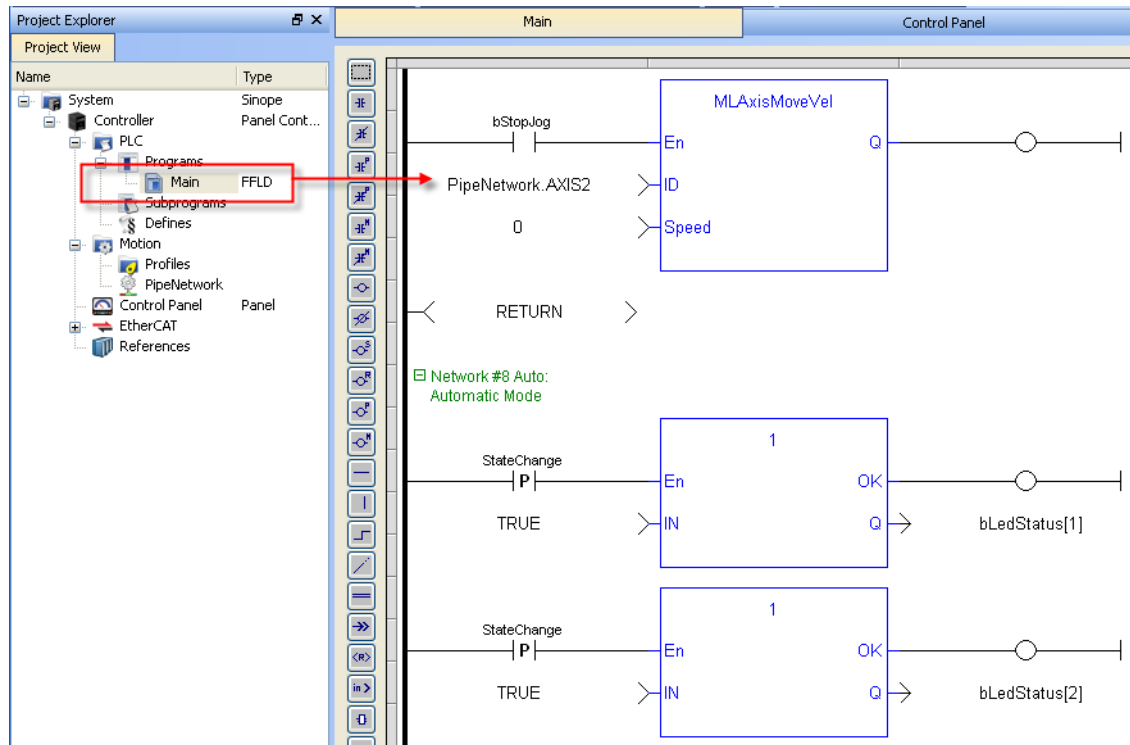 Project Explorer
Project View
Name Type
System Sinope
Controller Panel Cont...
PLC
Programs
Main FFLD
Subprograms
Defines
Motion
Profiles
PipeNetwork
Control Panel Panel
EtherCAT
References
Main Control Panel
MLAxisMoveVel
bStopJog
En Q
PipeNetwork.AXIS2 ID
0 Speed
RETURN
Network #8 Auto:
Automatic Mode
1
StateChange
P En OK
TRUE IN Q bLedStatus[1]
1
StateChange
P En OK
TRUE IN Q bLedStatus[2]
P
P
N
N
S
R
P
N
R
in >